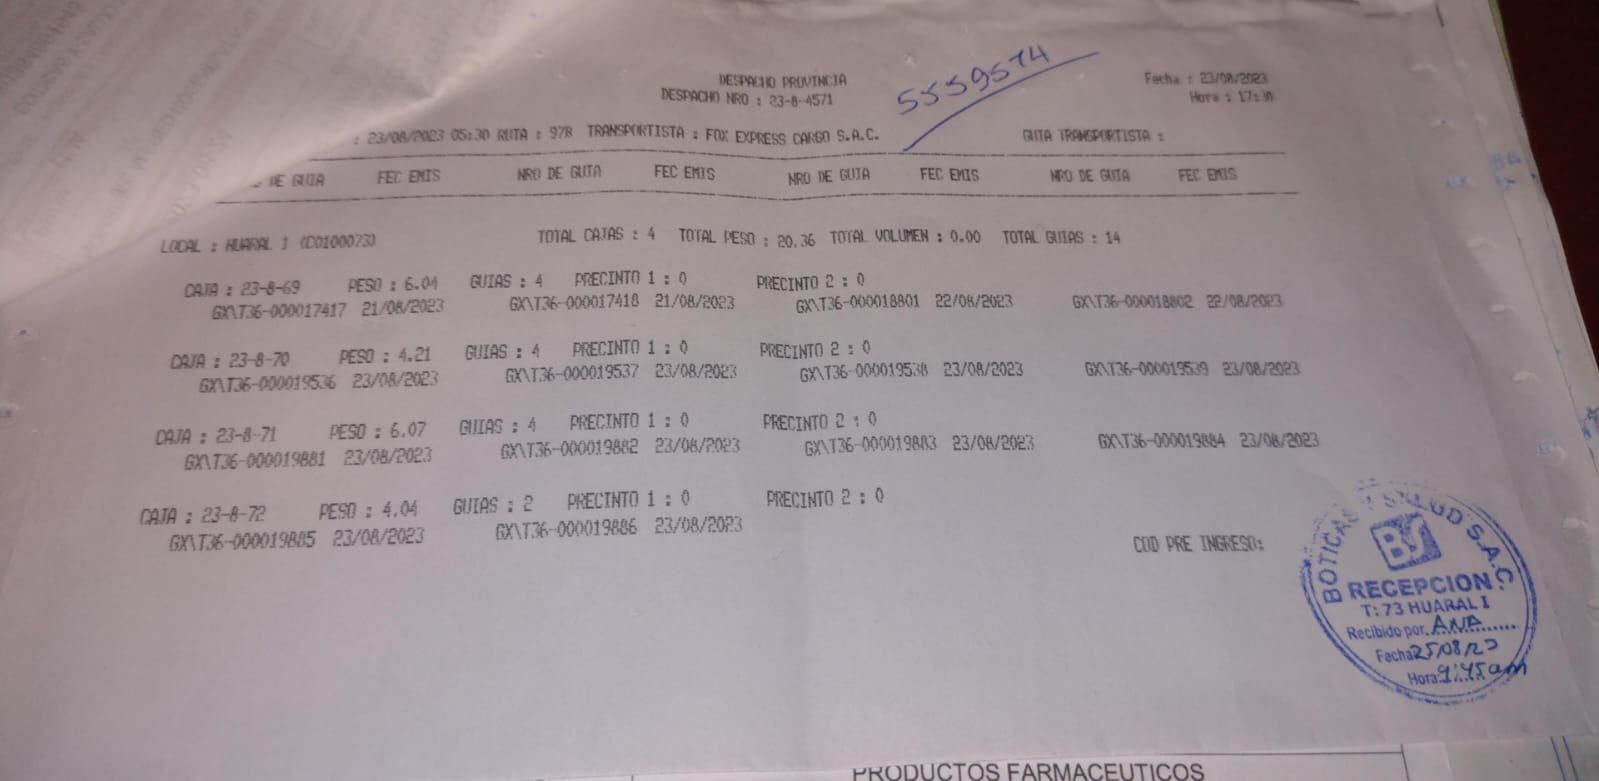 DESPACHO PROVINCIA
DESPACHO NRO : 23-8-4571
5559574
Fecha : 23/08/2023
Hora : 17:30
: 23/08/2023 05:30 RUTA : 97R TRANSPORTISTA : FOX EXPRESS CARGO S.A.C. GUIA TRANSPORTISTA :
DE GUIA FEC EMIS NRO DE GUIA FEC EMIS NRO DE GUIA FEC EMIS NRO DE GUIA FEC EMIS
LOCAL : HUARAL 1 (C0100073) TOTAL CAJAS : 4 TOTAL PESO : 20.36 TOTAL VOLUMEN : 0.00 TOTAL GUIAS : 14
CAJA : 23-8-69 PESO : 6.04 GUIAS : 4 PRECINTO 1 : 0 PRECINTO 2 : 0
GX\T36-000017417 21/08/2023 GX\T36-000017418 21/08/2023 GX\T36-000018801 22/08/2023 GX\T36-000018802 22/08/2023
CAJA : 23-8-70 PESO : 4.21 GUIAS : 4 PRECINTO 1 : 0 PRECINTO 2 : 0
GX\T36-000019536 23/08/2023 GX\T36-000019537 23/08/2023 GX\T36-000019538 23/08/2023 GX\T36-000019539 23/08/2023
CAJA : 23-8-71 PESO : 6.07 GUIAS : 4 PRECINTO 1 : 0 PRECINTO 2 : 0
GX\T36-000019881 23/08/2023 GX\T36-000019882 23/08/2023 GX\T36-000019883 23/08/2023 GX\T36-000019884 23/08/2023
CAJA : 23-8-72 PESO : 4.04 GUIAS : 2 PRECINTO 1 : 0 PRECINTO 2 : 0
GX\T36-000019885 23/08/2023 GX\T36-000019886 23/08/2023
COD PRE INGRESO:
BOTICAS Y SALUD S.A.C.
BS
RECEPCION
T: 73 HUARAL I
Recibido por ANA
Fecha 25/08/23
Hora: 9:45am
PRODUCTOS FARMACEUTICOS